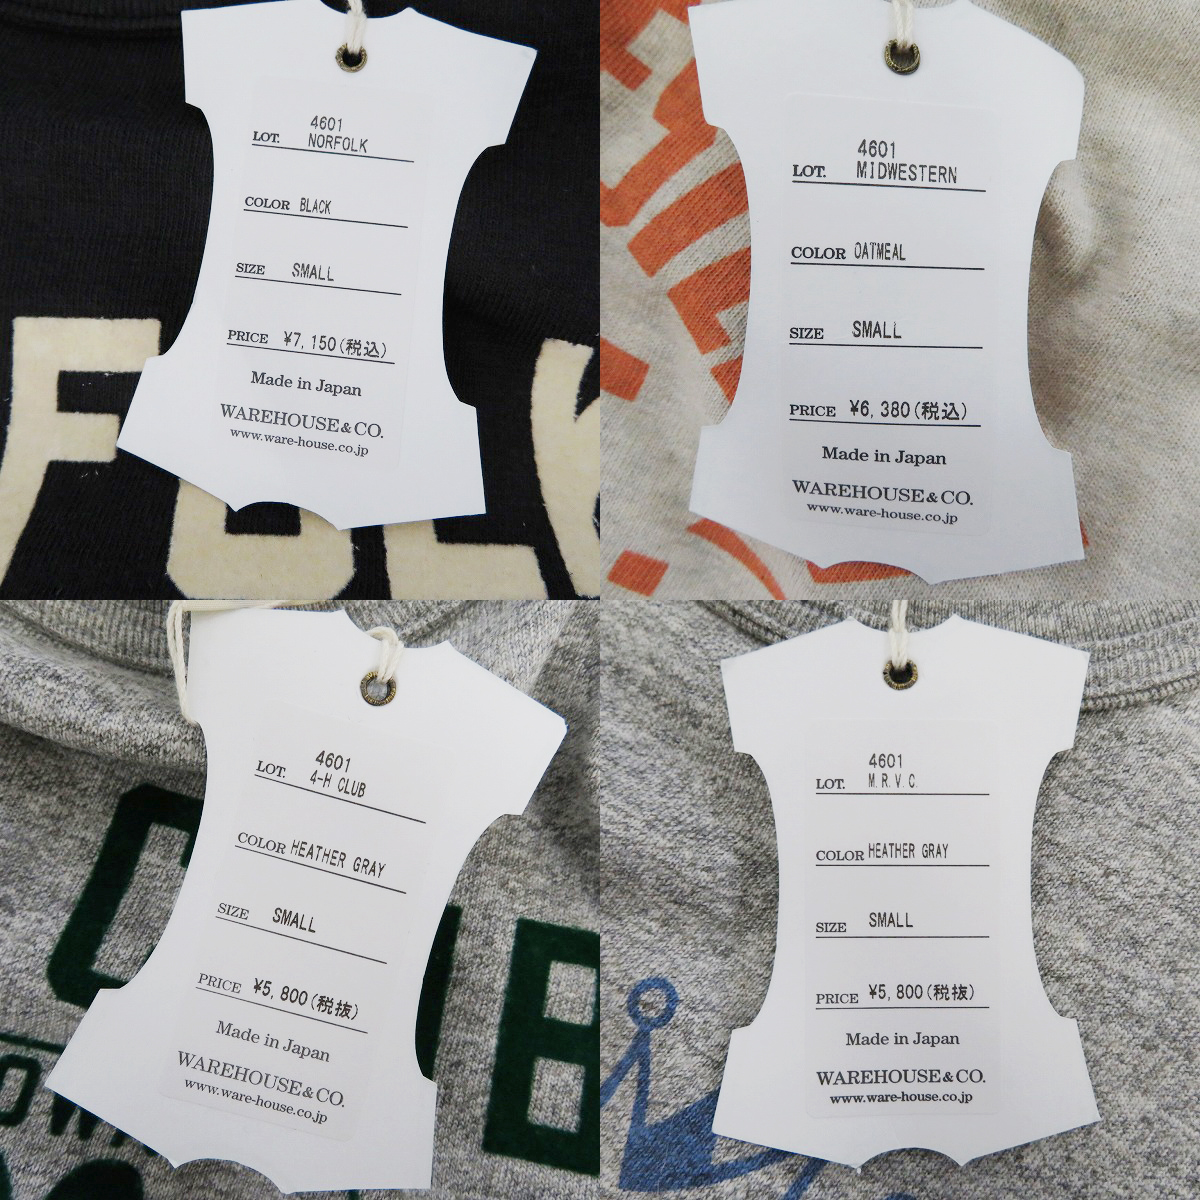 4601
LOT. NORFOLK
COLOR BLACK
SIZE SMALL
PRICE ¥7,150(税込)
Made in Japan
WAREHOUSE & CO.
www.ware-house.co.jp
4601
LOT. MIDWESTERN
COLOR OATMEAL
SIZE SMALL
PRICE ¥6,380(税込)
Made in Japan
WAREHOUSE & CO.
www.ware-house.co.jp
4601
LOT. 4-H CLUB
COLOR HEATHER GRAY
SIZE SMALL
PRICE ¥5,800(税抜)
Made in Japan
WAREHOUSE & CO.
www.ware-house.co.jp
4601
LOT. M.R.V.C.
COLOR HEATHER GRAY
SIZE SMALL
PRICE ¥5,800(税抜)
Made in Japan
WAREHOUSE & CO.
www.ware-house.co.jp